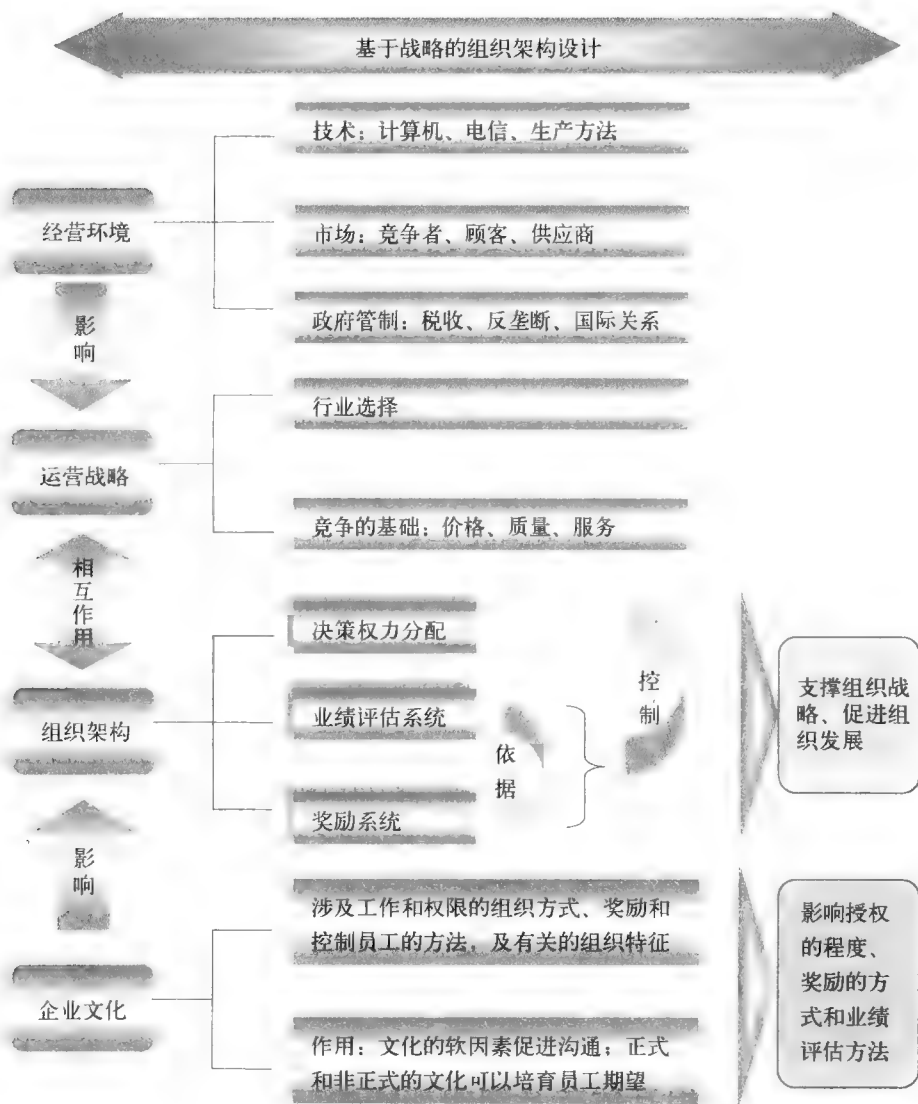 基于战略的组织架构设计
技术：计算机、电信、生产方法
经营环境
市场：竞争者、顾客、供应商
政府管制：税收、反垄断、国际关系
影响
行业选择
运营战略
竞争的基础：价格、质量、服务
相互作用
决策权力分配
业绩评估系统
组织架构
奖励系统
依据
控制
支撑组织战
略、促进组
织发展
影响
涉及工作和权限的组织方式、奖励和
控制员工的方法，及有关的组织特征
企业文化
作用：文化的软因素促进沟通；正式
和非正式的文化可以培育员工期望
影响授权
的程度、
奖励的方
式和业绩
评估方法